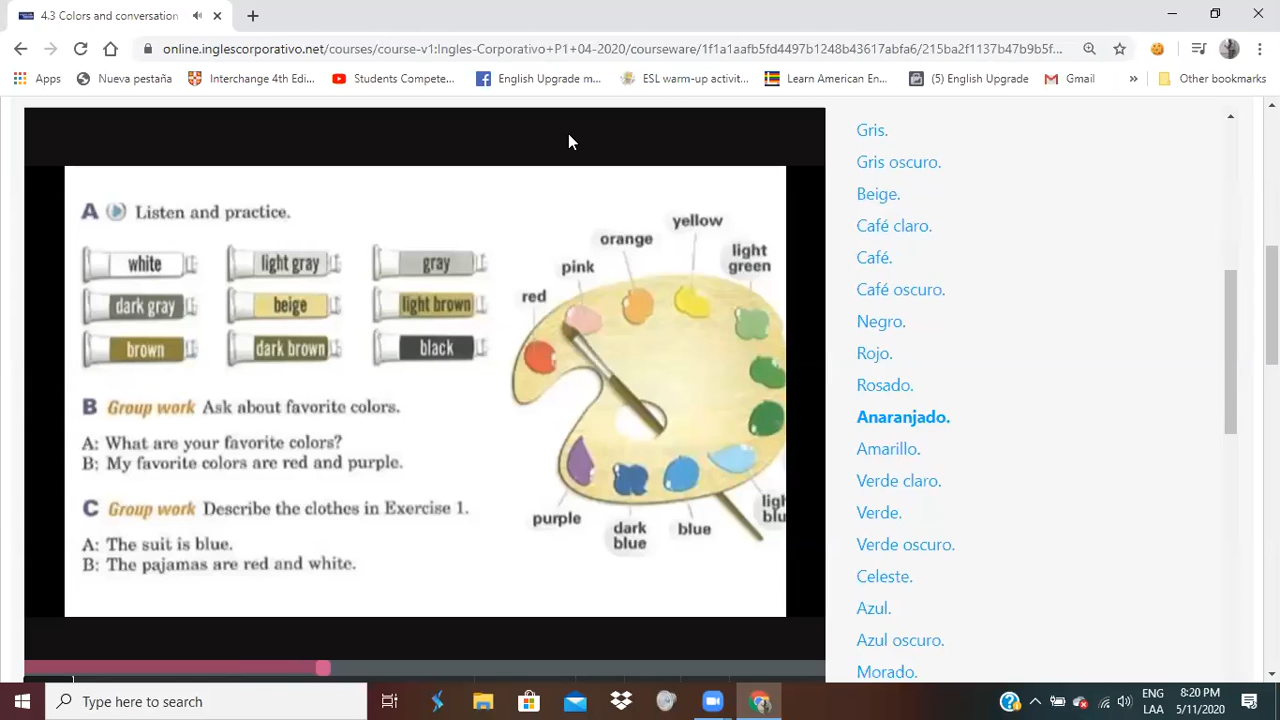 4.3 Colors and conversation
online.inglescorporativo.net/courses/course-v1:Ingles-Corporativo+P1+04-2020/courseware/1f1a1aafb5fd4497b1248b43617abfa6/215ba2f1137b47b9b5f...
Apps
Nueva pestaña
Interchange 4th Edi...
Students Compete...
English Upgrade m...
ESL warm-up activit...
Learn American En...
(5) English Upgrade
Gmail
»
Other bookmarks
A Listen and practice.
white
light gray
gray
dark gray
beige
light brown
brown
dark brown
black
B Group work Ask about favorite colors.
A: What are your favorite colors?
B: My favorite colors are red and purple.
C Group work Describe the clothes in Exercise 1.
A: The suit is blue.
B: The pajamas are red and white.
red
pink
orange
yellow
light
green
purple
dark
blue
blue
Gris.
Gris oscuro.
Beige.
Café claro.
Café.
Café oscuro.
Negro.
Rojo.
Rosado.
Anaranjado.
Amarillo.
Verde claro.
Verde.
Verde oscuro.
Celeste.
Azul.
Azul oscuro.
Morado.
Type here to search
ENG
LAA
8:20 PM
5/11/2020